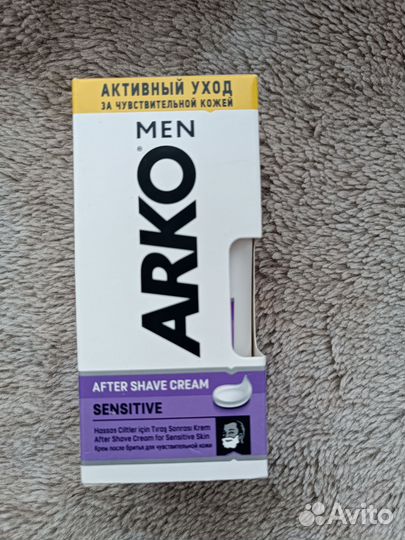 АКТИВНЫЙ УХОД
ЗА ЧУВСТВИТЕЛЬНОЙ КОЖЕЙ
MEN
ARKO®
AFTER SHAVE CREAM
SENSITIVE
Hassas Ciltler için Tıraş Sonrası Krem
After Shave Cream for Sensitive Skin
Крем после бритья для чувствительной кожи
Avito